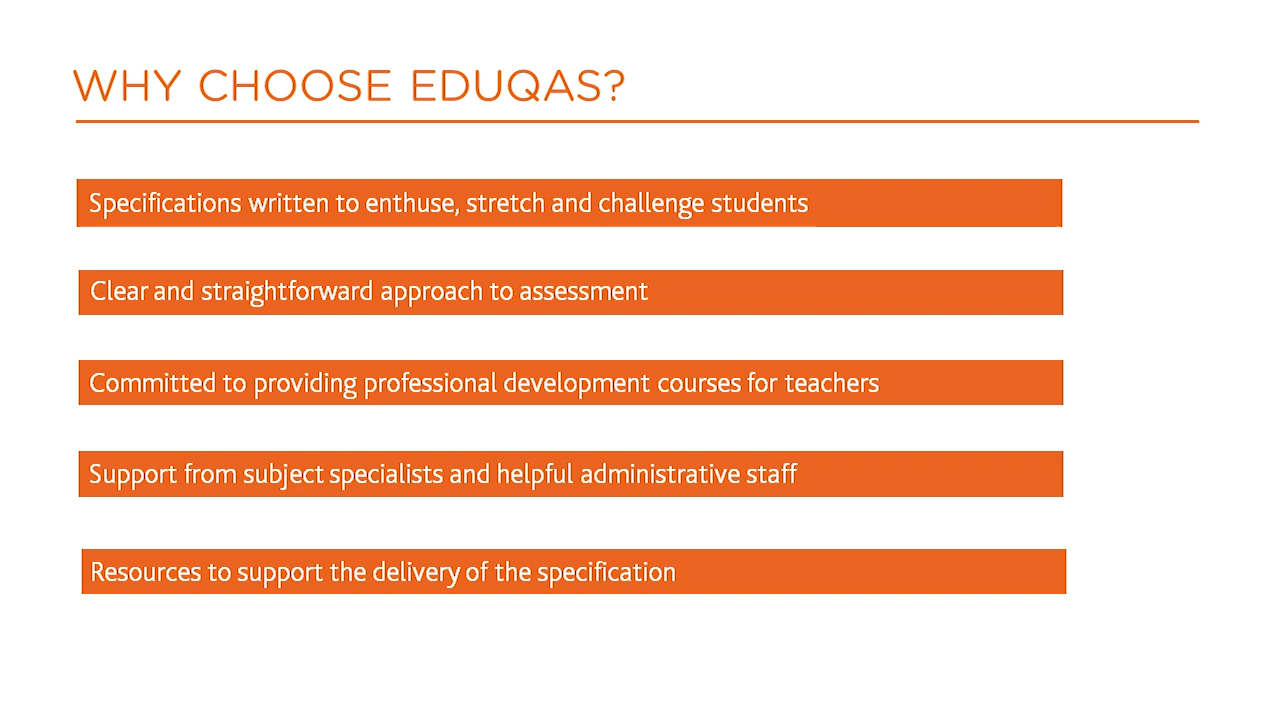 WHY CHOOSE EDUQAS?
Specifications written to enthuse, stretch and challenge students
Clear and straightforward approach to assessment
Committed to providing professional development courses for teachers
Support from subject specialists and helpful administrative staff
Resources to support the delivery of the specification